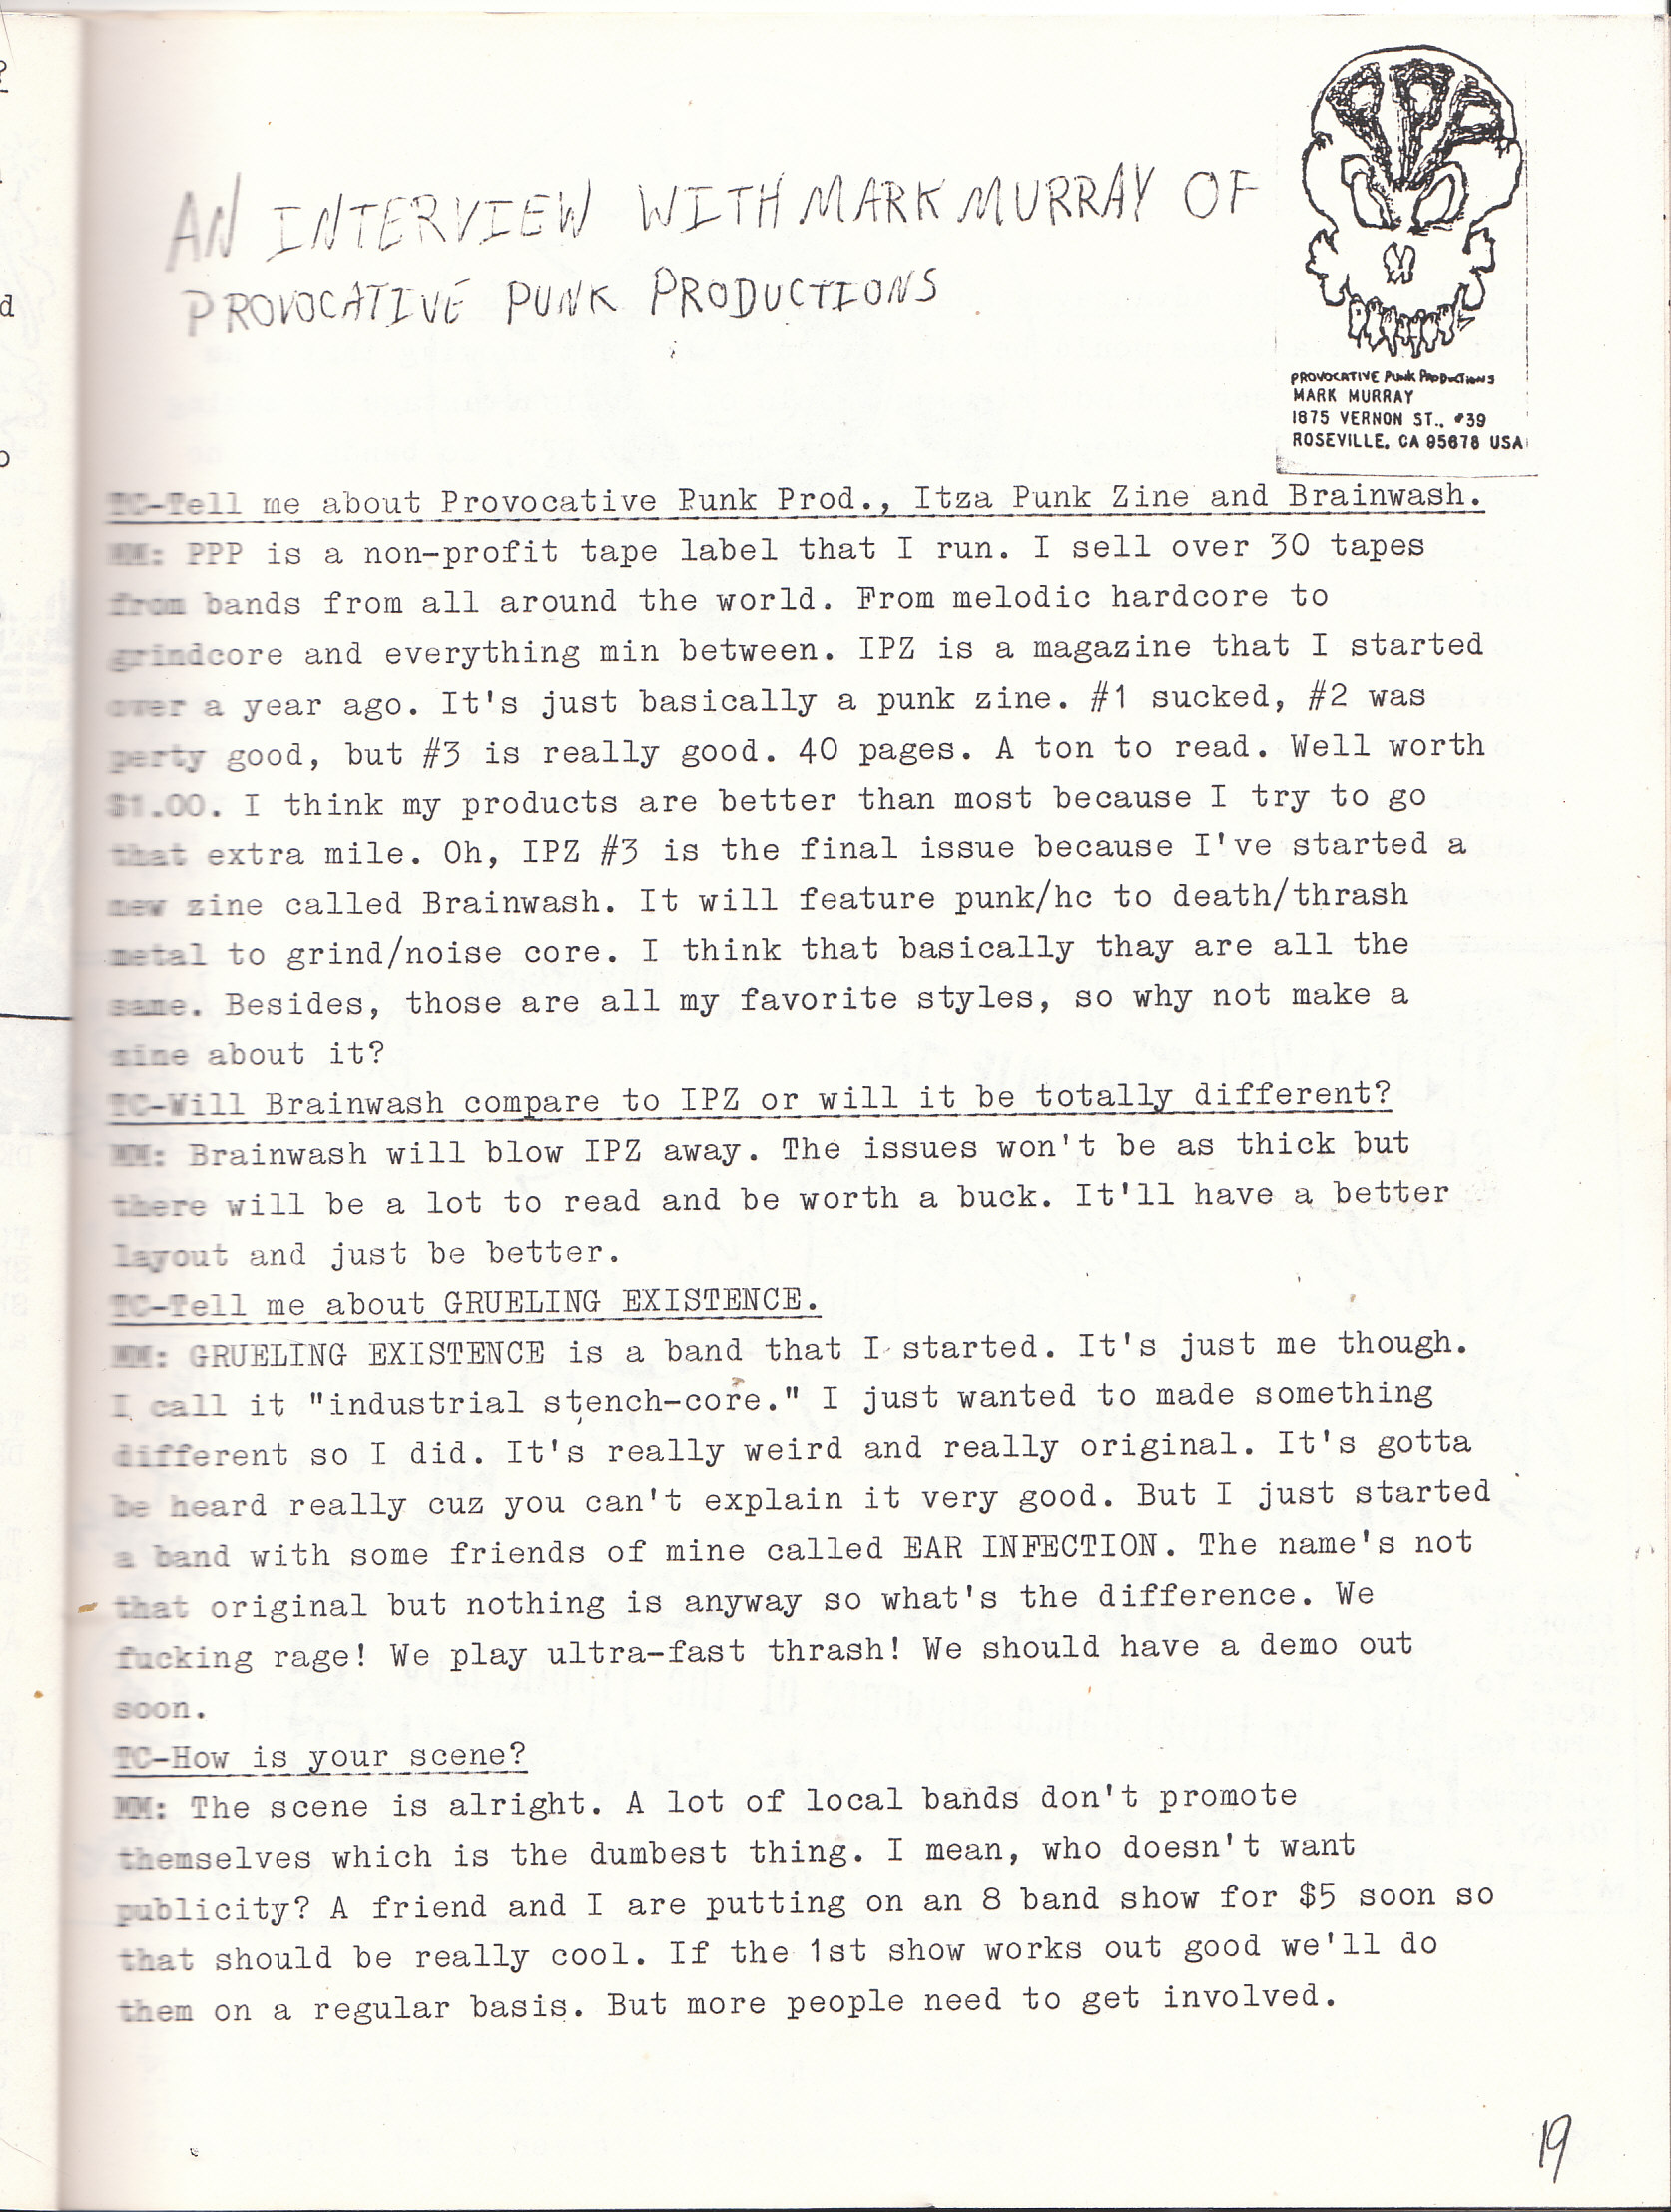 AN INTERVIEW WITH MARK MURRAY OF
PROVOCATIVE PUNK PRODUCTIONS
PROVOCATIVE PUNK PRODUCTIONS
MARK MURRAY
1875 VERNON ST., #39
ROSEVILLE, CA 95678 USA
TC-Tell me about Provocative Punk Prod., Itza Punk Zine and Brainwash.
MM: PPP is a non-profit tape label that I run. I sell over 30 tapes
from bands from all around the world. From melodic hardcore to
grindcore and everything min between. IPZ is a magazine that I started
over a year ago. It's just basically a punk zine. #1 sucked, #2 was
perty good, but #3 is really good. 40 pages. A ton to read. Well worth
$1.00. I think my products are better than most because I try to go
that extra mile. Oh, IPZ #3 is the final issue because I've started a
new zine called Brainwash. It will feature punk/hc to death/thrash
metal to grind/noise core. I think that basically thay are all the
same. Besides, those are all my favorite styles, so why not make a
zine about it?
TC-Will Brainwash compare to IPZ or will it be totally different?
MM: Brainwash will blow IPZ away. The issues won't be as thick but
there will be a lot to read and be worth a buck. It'll have a better
layout and just be better.
TC-Tell me about GRUELING EXISTENCE.
MM: GRUELING EXISTENCE is a band that I started. It's just me though.
I call it "industrial stench-core." I just wanted to made something
different so I did. It's really weird and really original. It's gotta
be heard really cuz you can't explain it very good. But I just started
a band with some friends of mine called EAR INFECTION. The name's not
that original but nothing is anyway so what's the difference. We
fucking rage! We play ultra-fast thrash! We should have a demo out
soon.
TC-How is your scene?
MM: The scene is alright. A lot of local bands don't promote
themselves which is the dumbest thing. I mean, who doesn't want
publicity? A friend and I are putting on an 8 band show for $5 soon so
that should be really cool. If the 1st show works out good we'll do
them on a regular basis. But more people need to get involved.
19